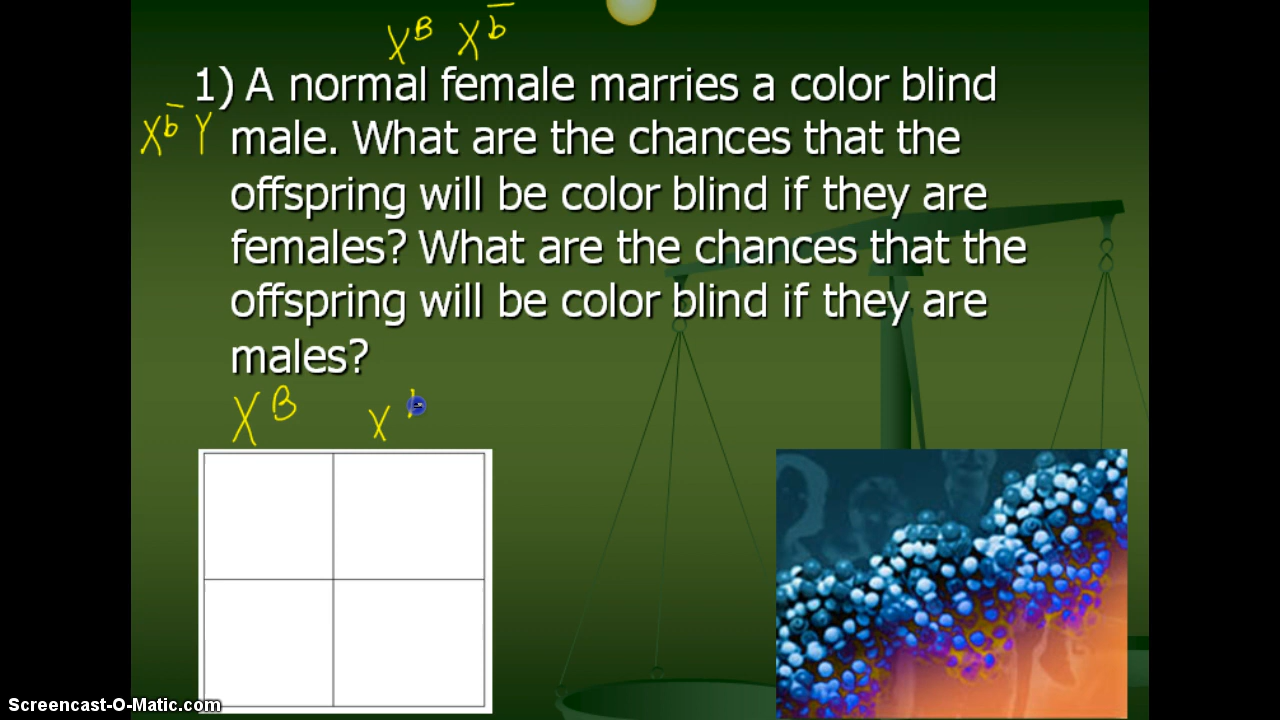 X^B X^b̅
1) A normal female marries a color blind
X^b̅ Y
male. What are the chances that the
offspring will be color blind if they are
females? What are the chances that the
offspring will be color blind if they are
males?
X^B X
Screencast-O-Matic.com